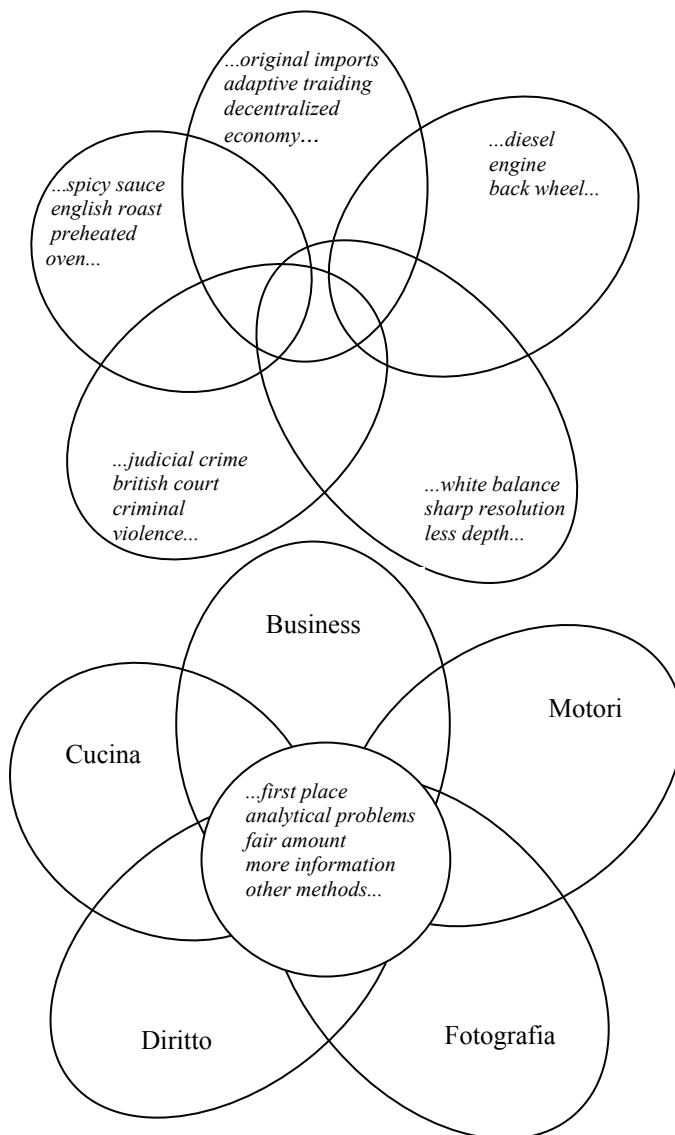 ...original imports
adaptive traiding
decentralized
economy...
...diesel
engine
back wheel...
...spicy sauce
english roast
preheated
oven...
...judicial crime
british court
criminal
violence...
...white balance
sharp resolution
less depth...
Business
Motori
Cucina
...first place
analytical problems
fair amount
more information
other methods...
Diritto
Fotografia